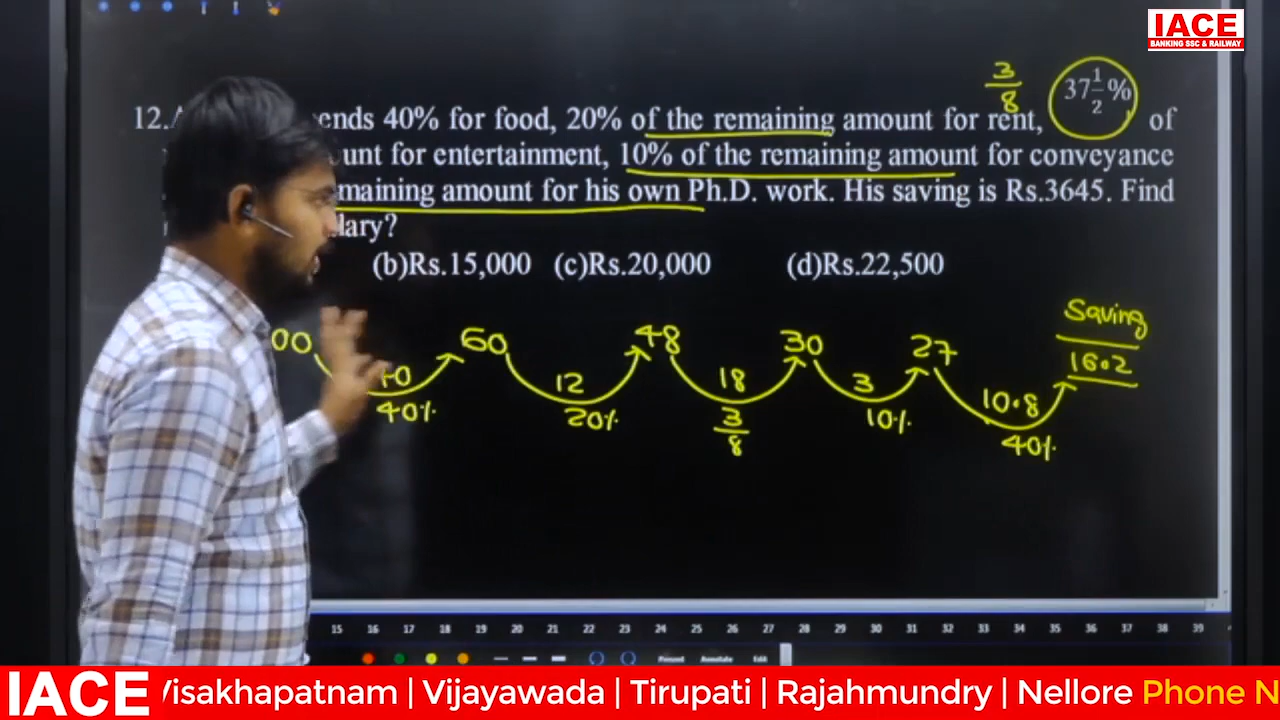 IACE
BANKING SSC & RAILWAY
3/8 37 1/2 %
12. ends 40% for food, 20% of the remaining amount for rent, of
unt for entertainment, 10% of the remaining amount for conveyance
maining amount for his own Ph.D. work. His saving is Rs.3645. Find
lary?
(b)Rs.15,000 (c)Rs.20,000 (d)Rs.22,500
Saving
00 60 48 30 27 16.2
12 18 3 10.8
40% 20% 3/8 10% 40%
15 16 17 18 19 20 21 22 23 24 25 26 27 28 29 30 31 32 33 34 35 36 37 38 39
IACE Visakhapatnam | Vijayawada | Tirupati | Rajahmundry | Nellore Phone N